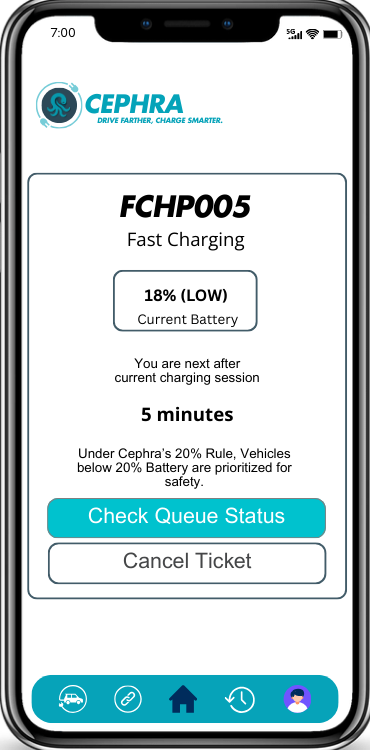 7:00
5G
CEPHRA
DRIVE FARTHER, CHARGE SMARTER.
FCHP005
Fast Charging
18% (LOW)
Current Battery
You are next after
current charging session
5 minutes
Under Cephra's 20% Rule, Vehicles
below 20% Battery are prioritized for
safety.
Check Queue Status
Cancel Ticket